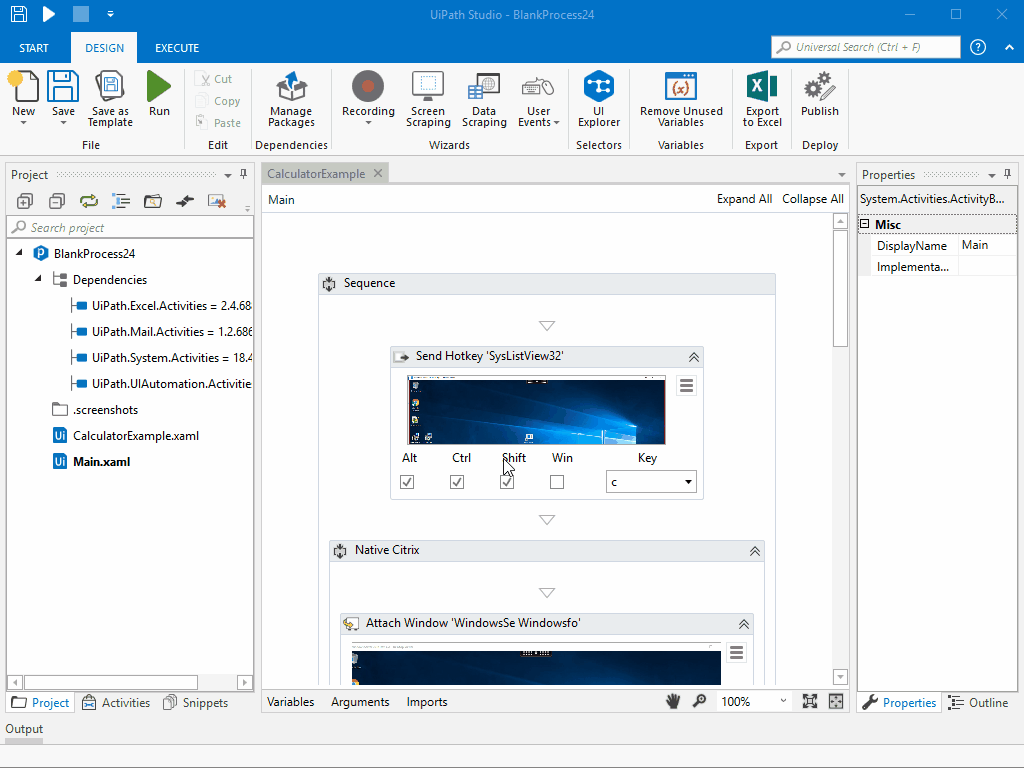 UiPath Studio - BlankProcess24
START DESIGN EXECUTE
Universal Search (Ctrl + F)
New
Save
Save as Template
Run
Cut
Copy
Paste
Manage Packages
Recording
Screen Scraping
Data Scraping
User Events
UI Explorer
Remove Unused Variables
Export to Excel
Publish
File Edit Dependencies Wizards Selectors Variables Export Deploy
Project
Search project
BlankProcess24
Dependencies
UiPath.Excel.Activities = 2.4.68
UiPath.Mail.Activities = 1.2.686
UiPath.System.Activities = 18.4
UiPath.UIAutomation.Activitie
.screenshots
CalculatorExample.xaml
Main.xaml
Project Activities Snippets
Output
CalculatorExample
Main Expand All Collapse All
Sequence
Send Hotkey 'SysListView32'
Alt Ctrl Shift Win Key
c
Native Citrix
Attach Window 'WindowsSe Windowsfo'
Variables Arguments Imports 100%
Properties
System.Activities.ActivityB...
Misc
DisplayName Main
Implementa...
Properties Outline